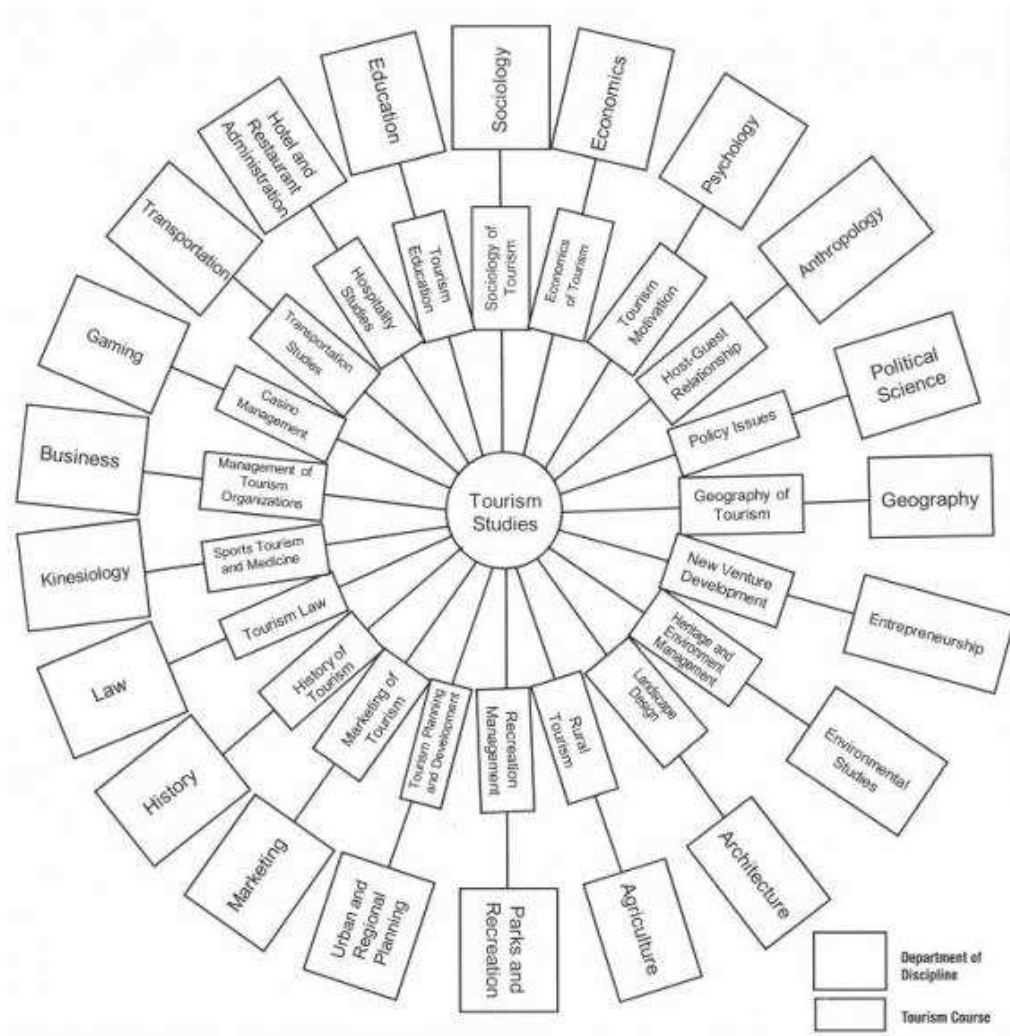 Sociology
Economics
Psychology
Anthropology
Political
Science
Geography
Entrepreneurship
Environmental
Studies
Architecture
Agriculture
Parks and
Recreation
Urban and
Regional
Planning
Marketing
History
Law
Kinesiology
Business
Gaming
Transportation
Hotel and
Restaurant
Administration
Education
Sociology of
Tourism
Economics
of Tourism
Tourism
Motivation
Host-Guest
Relationship
Policy Issues
Geography of
Tourism
New Venture
Development
Heritage and
Environment
Management
Landscape
Design
Rural
Tourism
Recreation
Management
Tourism Planning
and Development
Marketing of
Tourism
History of
Tourism
Tourism Law
Sports Tourism
and Medicine
Management of
Tourism
Organizations
Casino
Management
Transportation
Studies
Hospitality
Studies
Tourism
Education
Tourism
Studies
Department of
Discipline
Tourism Course